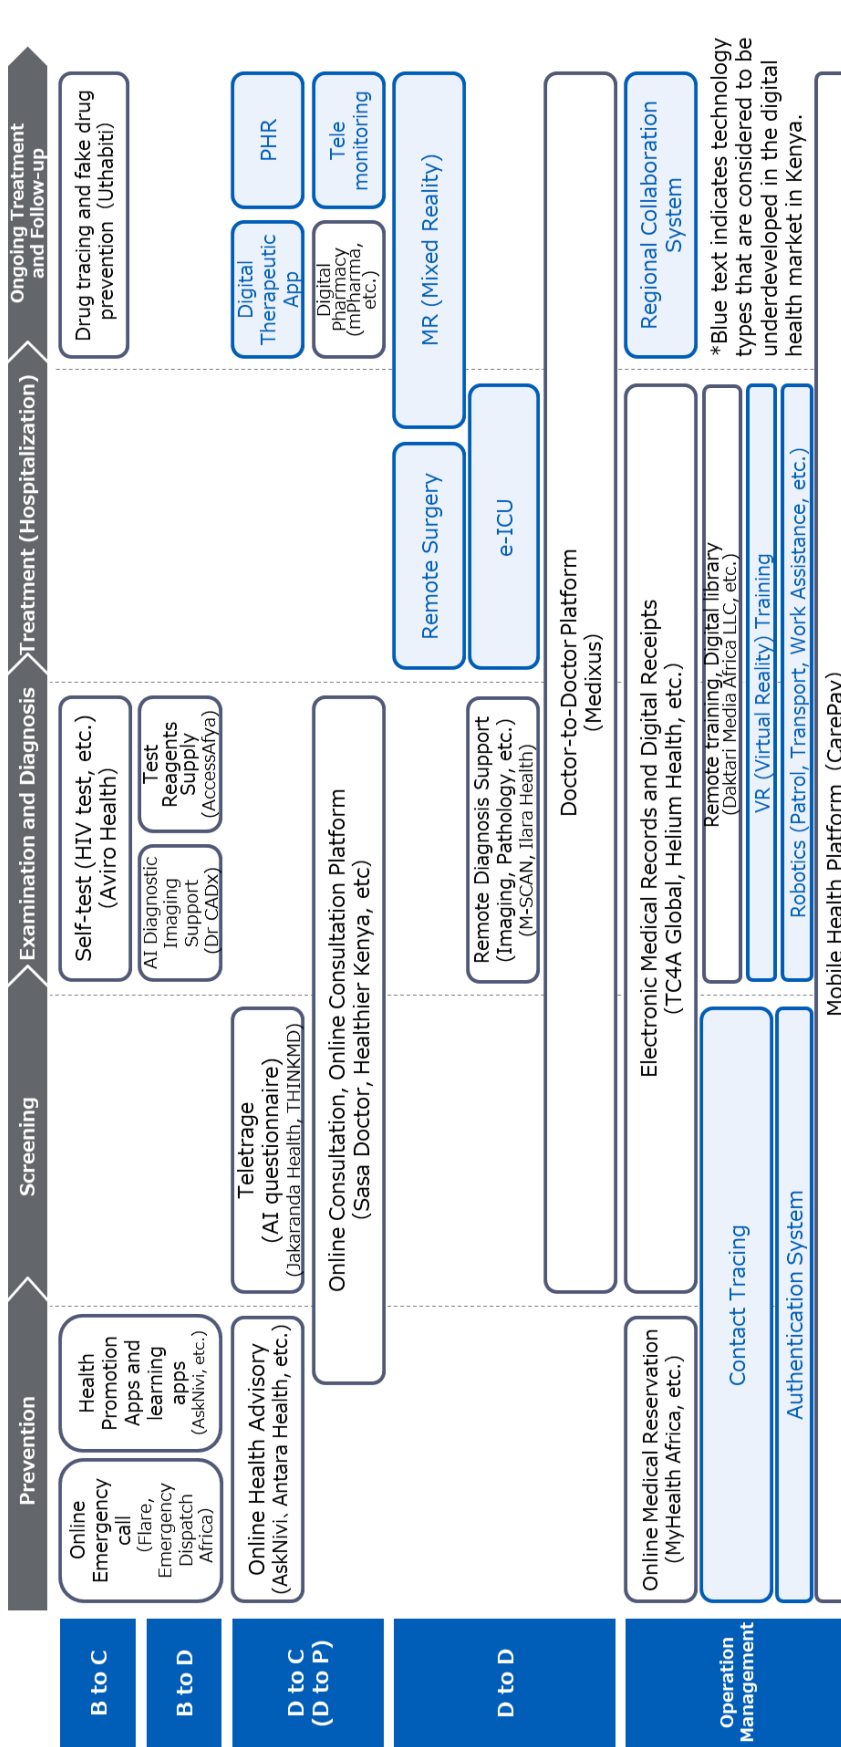 Prevention
Screening
Examination and Diagnosis
Treatment (Hospitalization)
Ongoing Treatment
and Follow-up
B to C
B to D
Online
Emergency
call
(Flare,
Emergency
Dispatch
Africa)
Health
Promotion
Apps and
learning
apps
(AskNivi, etc.)
Self-test (HIV test, etc.)
(Aviro Health)
AI Diagnostic
Imaging
Support
(Dr CADx)
Test
Reagents
Supply
(AccessAfya)
Drug tracing and fake drug
prevention (Uthabiti)
D to C
(D to P)
Online Health Advisory
(AskNivi、Antara Health, etc.)
Teletrage
(AI questionnaire)
(Jakaranda Health, THINKMD)
Online Consultation, Online Consultation Platform
(Sasa Doctor, Healthier Kenya, etc)
Digital
Therapeutic
App
PHR
Digital
Pharmacy
(mPharma,
etc.)
Tele
monitoring
D to D
Remote Surgery
MR (Mixed Reality)
Remote Diagnosis Support
(Imaging, Pathology, etc.)
(M-SCAN, Ilara Health)
e-ICU
Doctor-to-Doctor Platform
(Medixus)
Operation
Management
Online Medical Reservation
(MyHealth Africa, etc.)
Electronic Medical Records and Digital Receipts
(TC4A Global, Helium Health, etc.)
Regional Collaboration
System
Contact Tracing
Authentication System
Remote training, Digital library
(Daktari Media Africa LLC, etc.)
VR (Virtual Reality) Training
Robotics (Patrol, Transport, Work Assistance, etc.)
*Blue text indicates technology
types that are considered to be
underdeveloped in the digital
health market in Kenya.
Mobile Health Platform (CarePay)